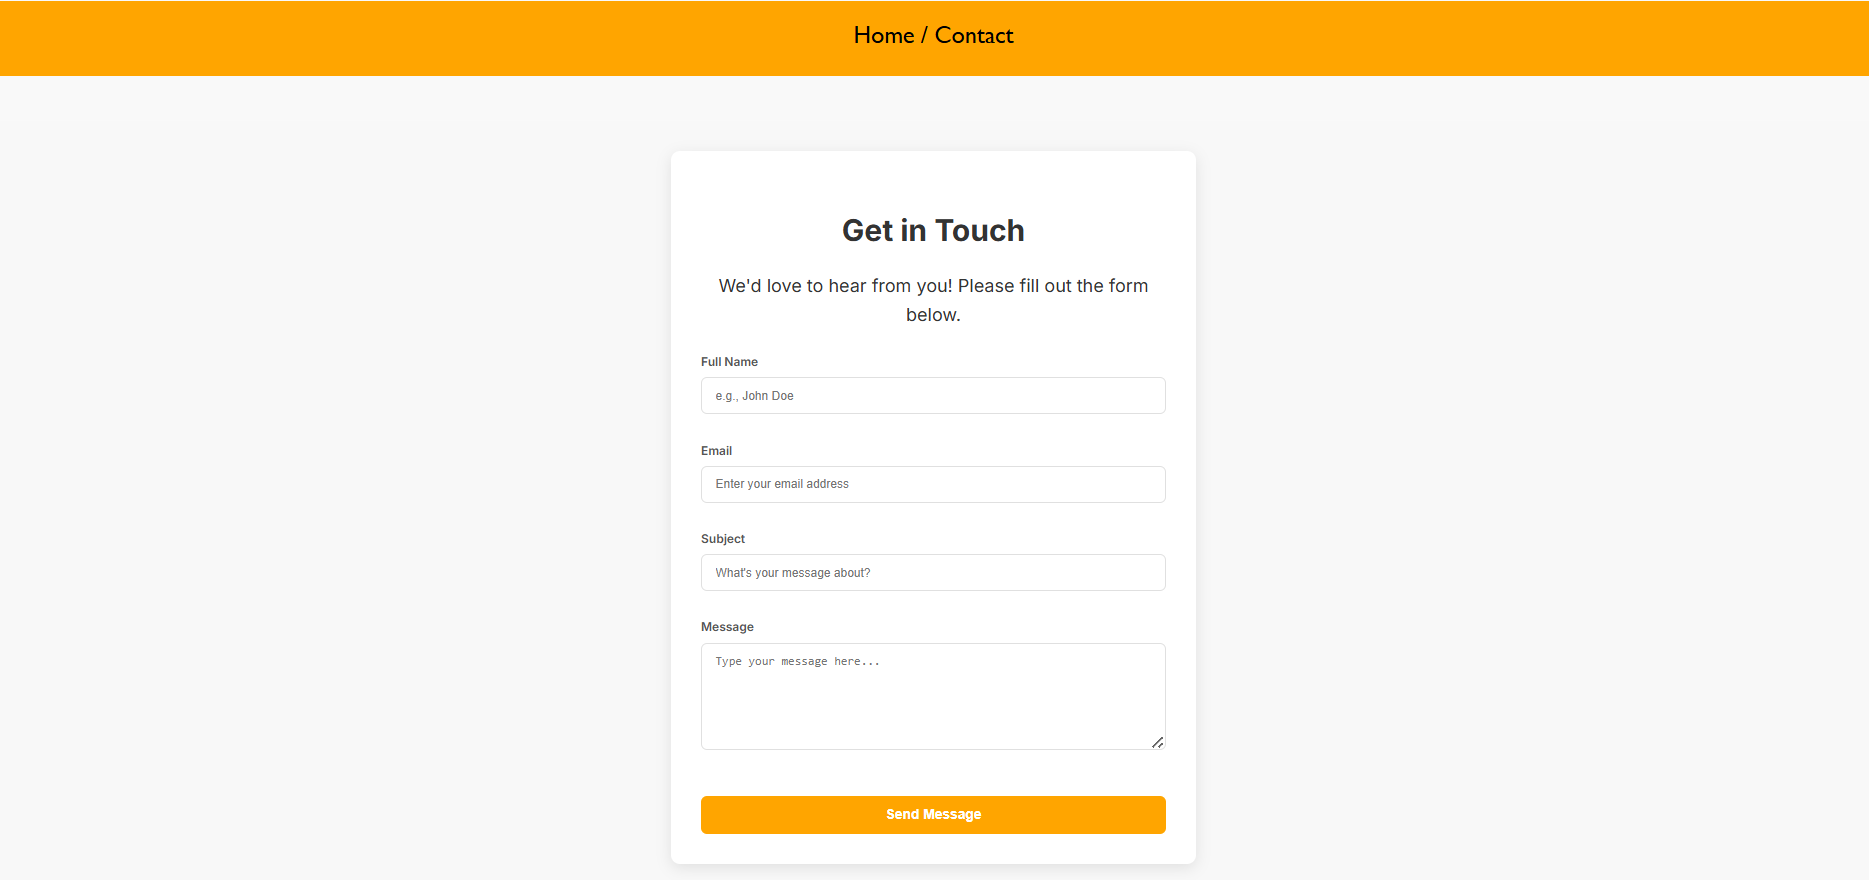 Home / Contact
Get in Touch
We'd love to hear from you! Please fill out the form
below.
Full Name
e.g., John Doe
Email
Enter your email address
Subject
What's your message about?
Message
Type your message here...
Send Message